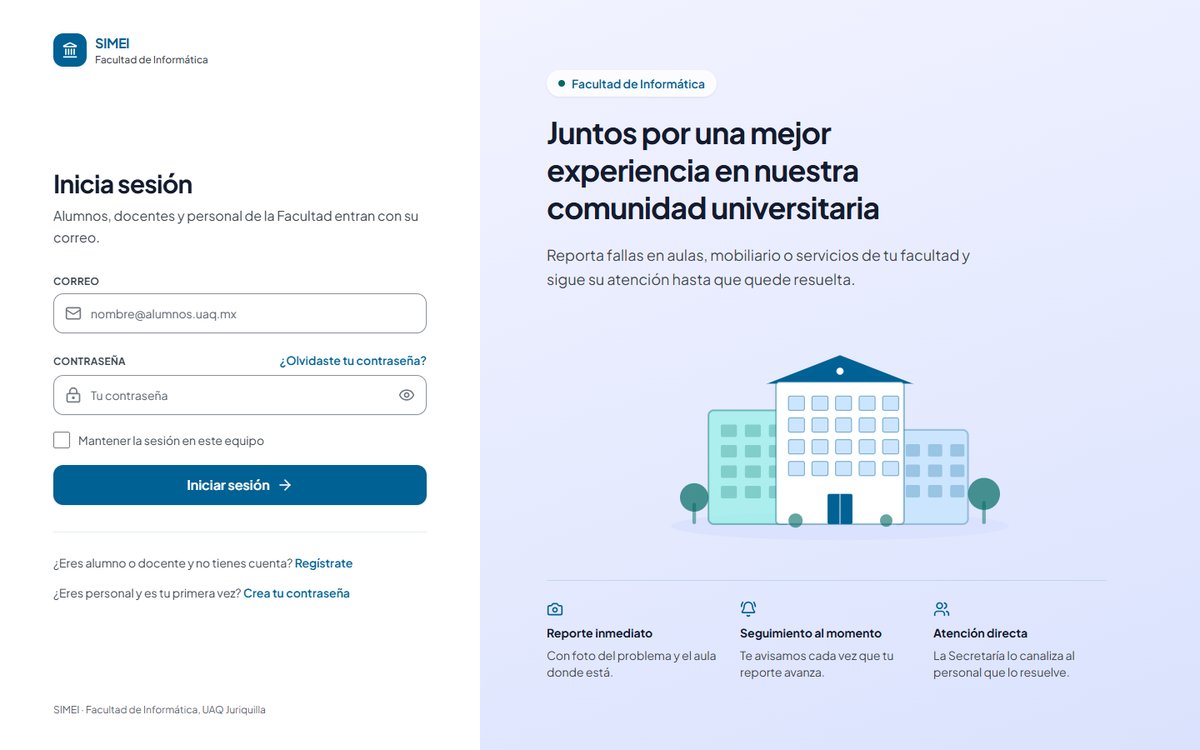 SIMEI
Facultad de Informática
Inicia sesión
Alumnos, docentes y personal de la Facultad entran con su
correo.
CORREO
nombre@alumnos.uaq.mx
CONTRASEÑA
¿Olvidaste tu contraseña?
Tu contraseña
Mantener la sesión en este equipo
Iniciar sesión
¿Eres alumno o docente y no tienes cuenta? Regístrate
¿Eres personal y es tu primera vez? Crea tu contraseña
SIMEI · Facultad de Informática, UAQ Juriquilla
Facultad de Informática
Juntos por una mejor
experiencia en nuestra
comunidad universitaria
Reporta fallas en aulas, mobiliario o servicios de tu facultad y
sigue su atención hasta que quede resuelta.
Reporte inmediato
Con foto del problema y el aula
donde está.
Seguimiento al momento
Te avisamos cada vez que tu
reporte avanza.
Atención directa
La Secretaría lo canaliza al
personal que lo resuelve.